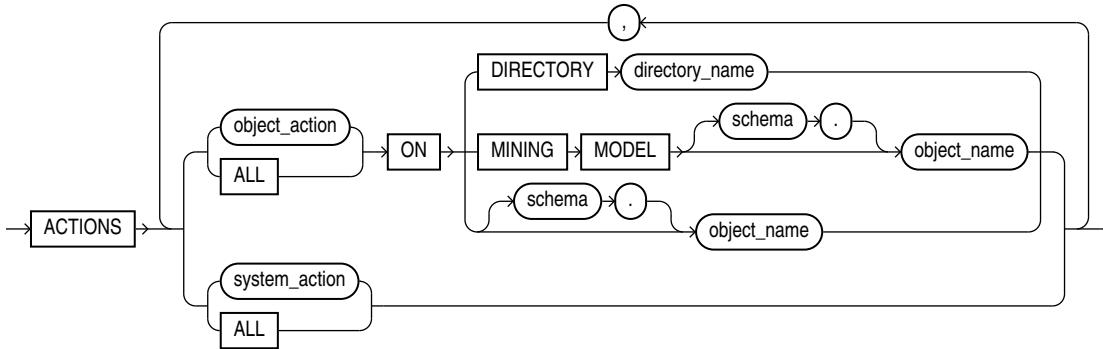 ,
DIRECTORY directory_name
object_action
ALL
ON
schema .
MINING MODEL
object_name
schema .
object_name
ACTIONS
system_action
ALL